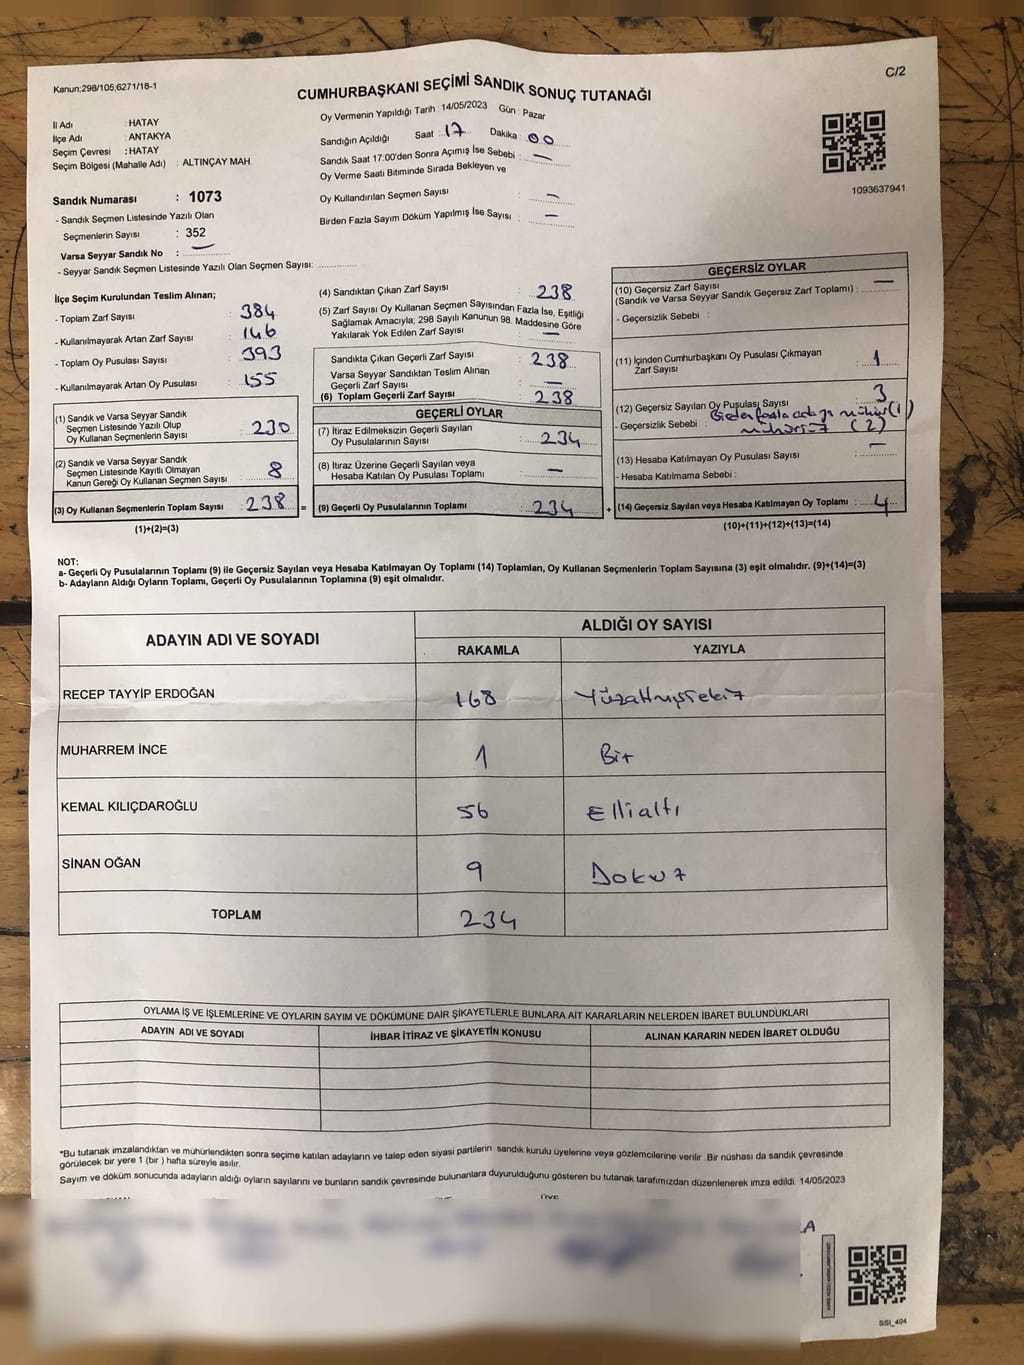 Kanun;298/105;6271/18-1
C/2
CUMHURBAŞKANI SEÇİMİ SANDIK SONUÇ TUTANAĞI
İl Adı : HATAY
İlçe Adı : ANTAKYA
Seçim Çevresi : HATAY
Seçim Bölgesi (Mahalle Adı) : ALTINÇAY MAH.
Sandık Numarası : 1073
- Sandık Seçmen Listesinde Yazılı Olan
Seçmenlerin Sayısı : 352
Varsa Seyyar Sandık No : —
- Seyyar Sandık Seçmen Listesinde Yazılı Olan Seçmen Sayısı:
Oy Vermenin Yapıldığı Tarih : 14/05/2023 Gün : Pazar
Sandığın Açıldığı Saat : 17 Dakika : 00
Sandık Saat 17:00'den Sonra Açımış İse Sebebi : —
Oy Verme Saati Bitiminde Sırada Bekleyen ve
Oy Kullandırılan Seçmen Sayısı : —
Birden Fazla Sayım Döküm Yapılmış İse Sayısı : —
1093637941
İlçe Seçim Kurulundan Teslim Alınan;
- Toplam Zarf Sayısı : 384
- Kullanılmayarak Artan Zarf Sayısı : 146
- Toplam Oy Pusulası Sayısı : 393
- Kullanılmayarak Artan Oy Pusulası : 155
(1) Sandık ve Varsa Seyyar Sandık
Seçmen Listesinde Yazılı Olup
Oy Kullanan Seçmenlerin Sayısı : 230
(2) Sandık ve Varsa Seyyar Sandık
Seçmen Listesinde Kayıtlı Olmayan
Kanun Gereği Oy Kullanan Seçmen Sayısı : 8
(3) Oy Kullanan Seçmenlerin Toplam Sayısı : 238 =
(1)+(2)=(3)
(4) Sandıktan Çıkan Zarf Sayısı : 238
(5) Zarf Sayısı Oy Kullanan Seçmen Sayısından Fazla İse, Eşitliği
Sağlamak Amacıyla; 298 Sayılı Kanunun 98. Maddesine Göre
Yakılarak Yok Edilen Zarf Sayısı : —
Sandıkta Çıkan Geçerli Zarf Sayısı : 238
Varsa Seyyar Sandıktan Teslim Alınan
Geçerli Zarf Sayısı : —
(6) Toplam Geçerli Zarf Sayısı : 238
GEÇERLİ OYLAR
(7) İtiraz Edilmeksizin Geçerli Sayılan
Oy Pusulalarının Sayısı : 234
(8) İtiraz Üzerine Geçerli Sayılan veya
Hesaba Katılan Oy Pusulası Toplamı : —
(9) Geçerli Oy Pusulalarının Toplamı : 234 +
GEÇERSİZ OYLAR
(10) Geçersiz Zarf Sayısı
(Sandık ve Varsa Seyyar Sandık Geçersiz Zarf Toplamı) : —
- Geçersizlik Sebebi :
(11) İçinden Cumhurbaşkanı Oy Pusulası Çıkmayan
Zarf Sayısı : 1
(12) Geçersiz Sayılan Oy Pusulası Sayısı : 3
- Geçersizlik Sebebi : Birden fazla adayı mühür (1)
mühürsüz (2)
(13) Hesaba Katılmayan Oy Pusulası Sayısı : —
- Hesaba Katılmama Sebebi :
(14) Geçersiz Sayılan veya Hesaba Katılmayan Oy Toplamı : 4
(10)+(11)+(12)+(13)=(14)
NOT:
a- Geçerli Oy Pusulalarının Toplamı (9) ile Geçersiz Sayılan veya Hesaba Katılmayan Oy Toplamı (14) Toplamları, Oy Kullanan Seçmenlerin Toplam Sayısına (3) eşit olmalıdır. (9)+(14)=(3)
b- Adayların Aldığı Oyların Toplamı, Geçerli Oy Pusulalarının Toplamına (9) eşit olmalıdır.
ADAYIN ADI VE SOYADI ALDIĞI OY SAYISI
RAKAMLA YAZIYLA
RECEP TAYYİP ERDOĞAN 168 Yüzaltmışsekiz
MUHARREM İNCE 1 Bir
KEMAL KILIÇDAROĞLU 56 Ellialtı
SİNAN OĞAN 9 Dokuz
TOPLAM 234
OYLAMA İŞ VE İŞLEMLERİNE VE OYLARIN SAYIM VE DÖKÜMÜNE DAİR ŞİKAYETLERLE BUNLARA AİT KARARLARIN NELERDEN İBARET BULUNDUKLARI
ADAYIN ADI VE SOYADI İHBAR İTİRAZ VE ŞİKAYETİN KONUSU ALINAN KARARIN NEDEN İBARET OLDUĞU
*Bu tutanak imzalandıktan ve mühürlendikten sonra seçime katılan adayların ve talep eden siyasi partilerin sandık kurulu üyelerine veya gözlemcilerine verilir .Bir nüshası da sandık çevresinde
görülecek bir yere 1 (bir ) hafta süreyle asılır.
Sayım ve döküm sonucunda adayların aldığı oyların sayılarını ve bunların sandık çevresinde bulunanlara duyurulduğunu gösteren bu tutanak tarafımızdan düzenlenerek imza edildi. 14/05/2023
SSI_404